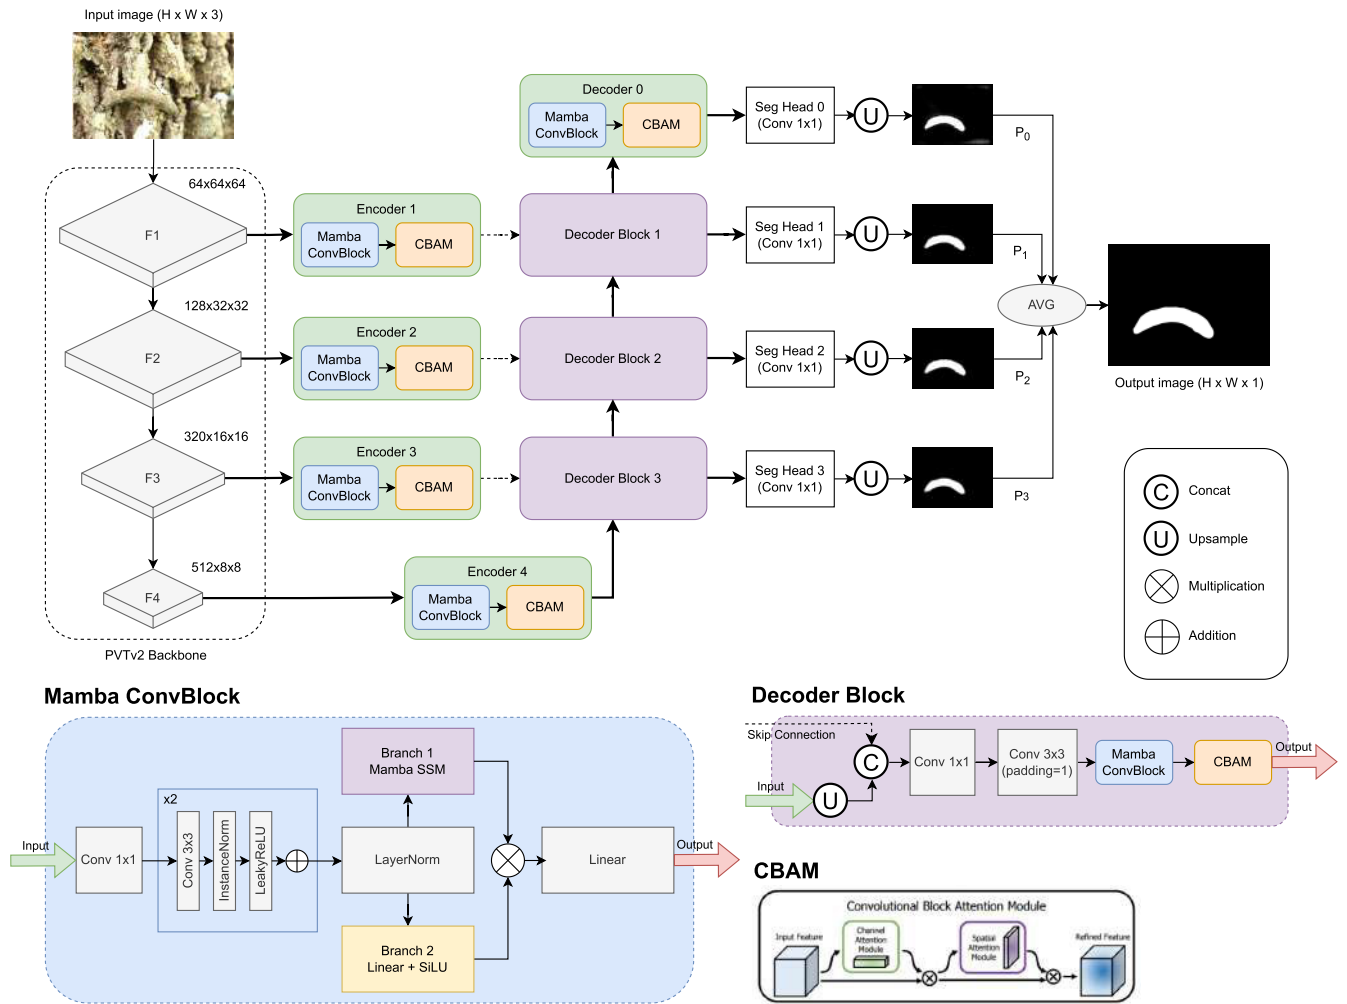 Input image (H x W x 3)
64x64x64
F1
128x32x32
F2
320x16x16
F3
512x8x8
F4
PVTv2 Backbone
Encoder 1
Mamba
ConvBlock
CBAM
Encoder 2
Mamba
ConvBlock
CBAM
Encoder 3
Mamba
ConvBlock
CBAM
Encoder 4
Mamba
ConvBlock
CBAM
Decoder 0
Mamba
ConvBlock
CBAM
Decoder Block 1
Decoder Block 2
Decoder Block 3
Seg Head 0
(Conv 1x1)
U
P0
Seg Head 1
(Conv 1x1)
U
P1
Seg Head 2
(Conv 1x1)
U
P2
Seg Head 3
(Conv 1x1)
U
P3
AVG
Output image (H x W x 1)
C Concat
U Upsample
Multiplication
Addition
Mamba ConvBlock
Input
Conv 1x1
x2
Conv 3x3
InstanceNorm
LeakyReLU
Branch 1
Mamba SSM
LayerNorm
Branch 2
Linear + SiLU
Linear
Output
Decoder Block
Skip Connection
Input
U
C
Conv 1x1
Conv 3x3
(padding=1)
Mamba
ConvBlock
CBAM
Output
CBAM
Convolutional Block Attention Module
Input Feature
Channel
Attention
Module
Spatial
Attention
Module
Refined Feature